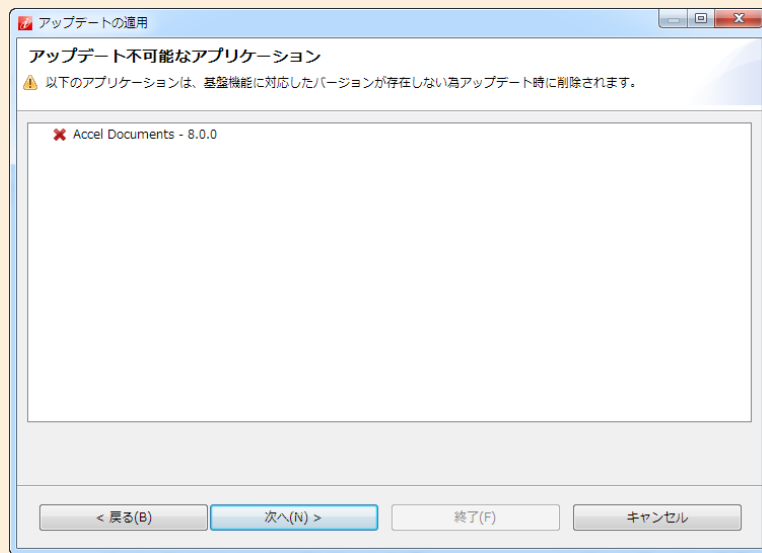 アップデートの適用
アップデート不可能なアプリケーション
以下のアプリケーションは、基盤機能に対応したバージョンが存在しない為アップデート時に削除されます。
Accel Documents - 8.0.0
< 戻る(B)
次へ(N) >
終了(F)
キャンセル